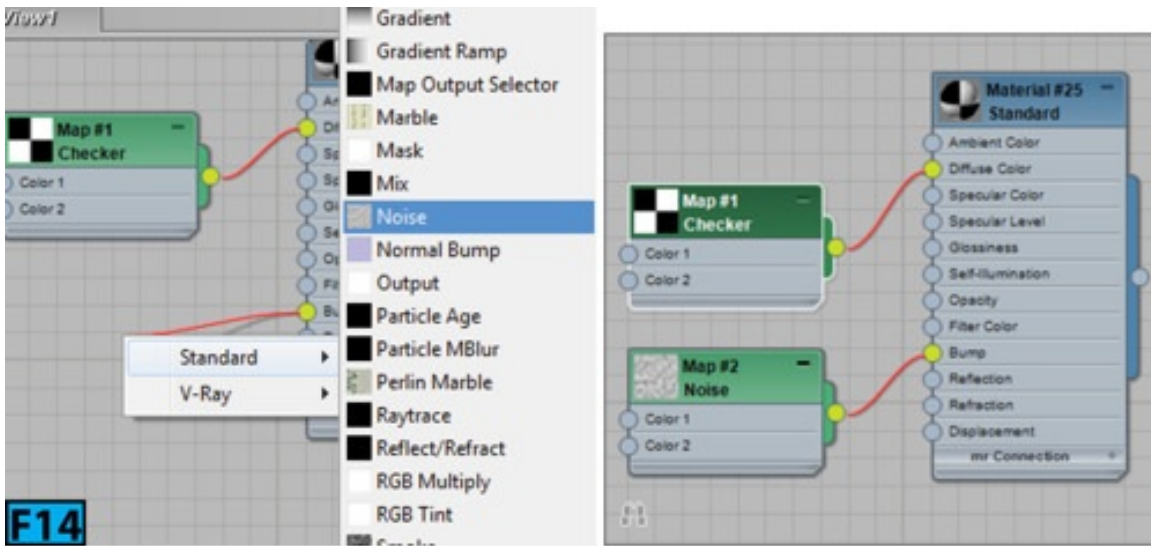 View1
Map #1
Checker
Color 1
Color 2
Standard
V-Ray
F14
Gradient
Gradient Ramp
Map Output Selector
Marble
Mask
Mix
Noise
Normal Bump
Output
Particle Age
Particle MBlur
Perlin Marble
Raytrace
Reflect/Refract
RGB Multiply
RGB Tint
Smoke
Map #1
Checker
Color 1
Color 2
Map #2
Noise
Color 1
Color 2
Material #25
Standard
Ambient Color
Diffuse Color
Specular Color
Specular Level
Glossiness
Self-Illumination
Opacity
Filter Color
Bump
Reflection
Refraction
Displacement
mr Connection